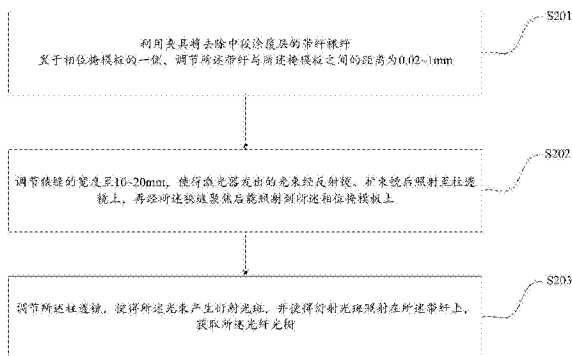 S201
利用夹具将去除中段涂覆层的带纤裸纤
置于相位掩模板的一侧、调节所述带纤与所述掩模板之间的距离为0.02~1mm
S202
调节狭缝的宽度至10~20mm，使得激光器发出的光束经反射镜、扩束镜后照射至柱透
镜上，再经所述狭缝聚焦后能照射到所述相位掩模板上
S203
调节所述柱透镜，使得所述光束产生衍射光斑，并使得衍射光斑照射在所述带纤上，
获取所述光纤光栅